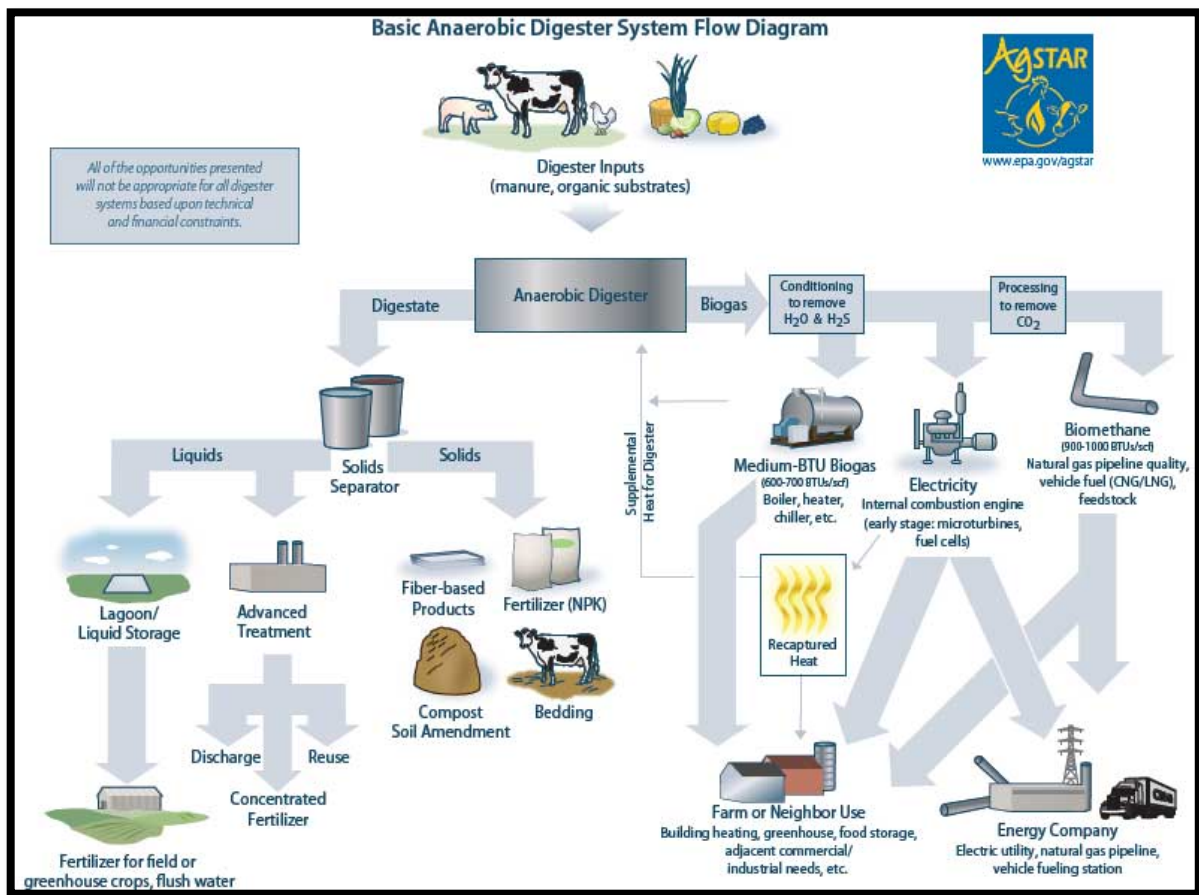 Basic Anaerobic Digester System Flow Diagram
AgSTAR
www.epa.gov/agstar
All of the opportunities presented
will not be appropriate for all digester
systems based upon technical
and financial constraints.
Digester Inputs
(manure, organic substrates)
Digestate
Anaerobic Digester
Biogas
Conditioning
to remove
H₂O & H₂S
Processing
to remove
CO₂
Liquids
Solids
Separator
Solids
Supplemental
Heat for Digester
Medium-BTU Biogas
(600-700 BTUs/scf)
Boiler, heater,
chiller, etc.
Electricity
Internal combustion engine
(early stage: microturbines,
fuel cells)
Biomethane
(900-1000 BTUs/scf)
Natural gas pipeline quality,
vehicle fuel (CNG/LNG),
feedstock
Lagoon/
Liquid Storage
Advanced
Treatment
Fiber-based
Products
Fertilizer (NPK)
Compost
Soil Amendment
Bedding
Recaptured
Heat
Discharge
Reuse
Concentrated
Fertilizer
Fertilizer for field or
greenhouse crops, flush water
Farm or Neighbor Use
Building heating, greenhouse, food storage,
adjacent commercial/
industrial needs, etc.
Energy Company
Electric utility, natural gas pipeline,
vehicle fueling station